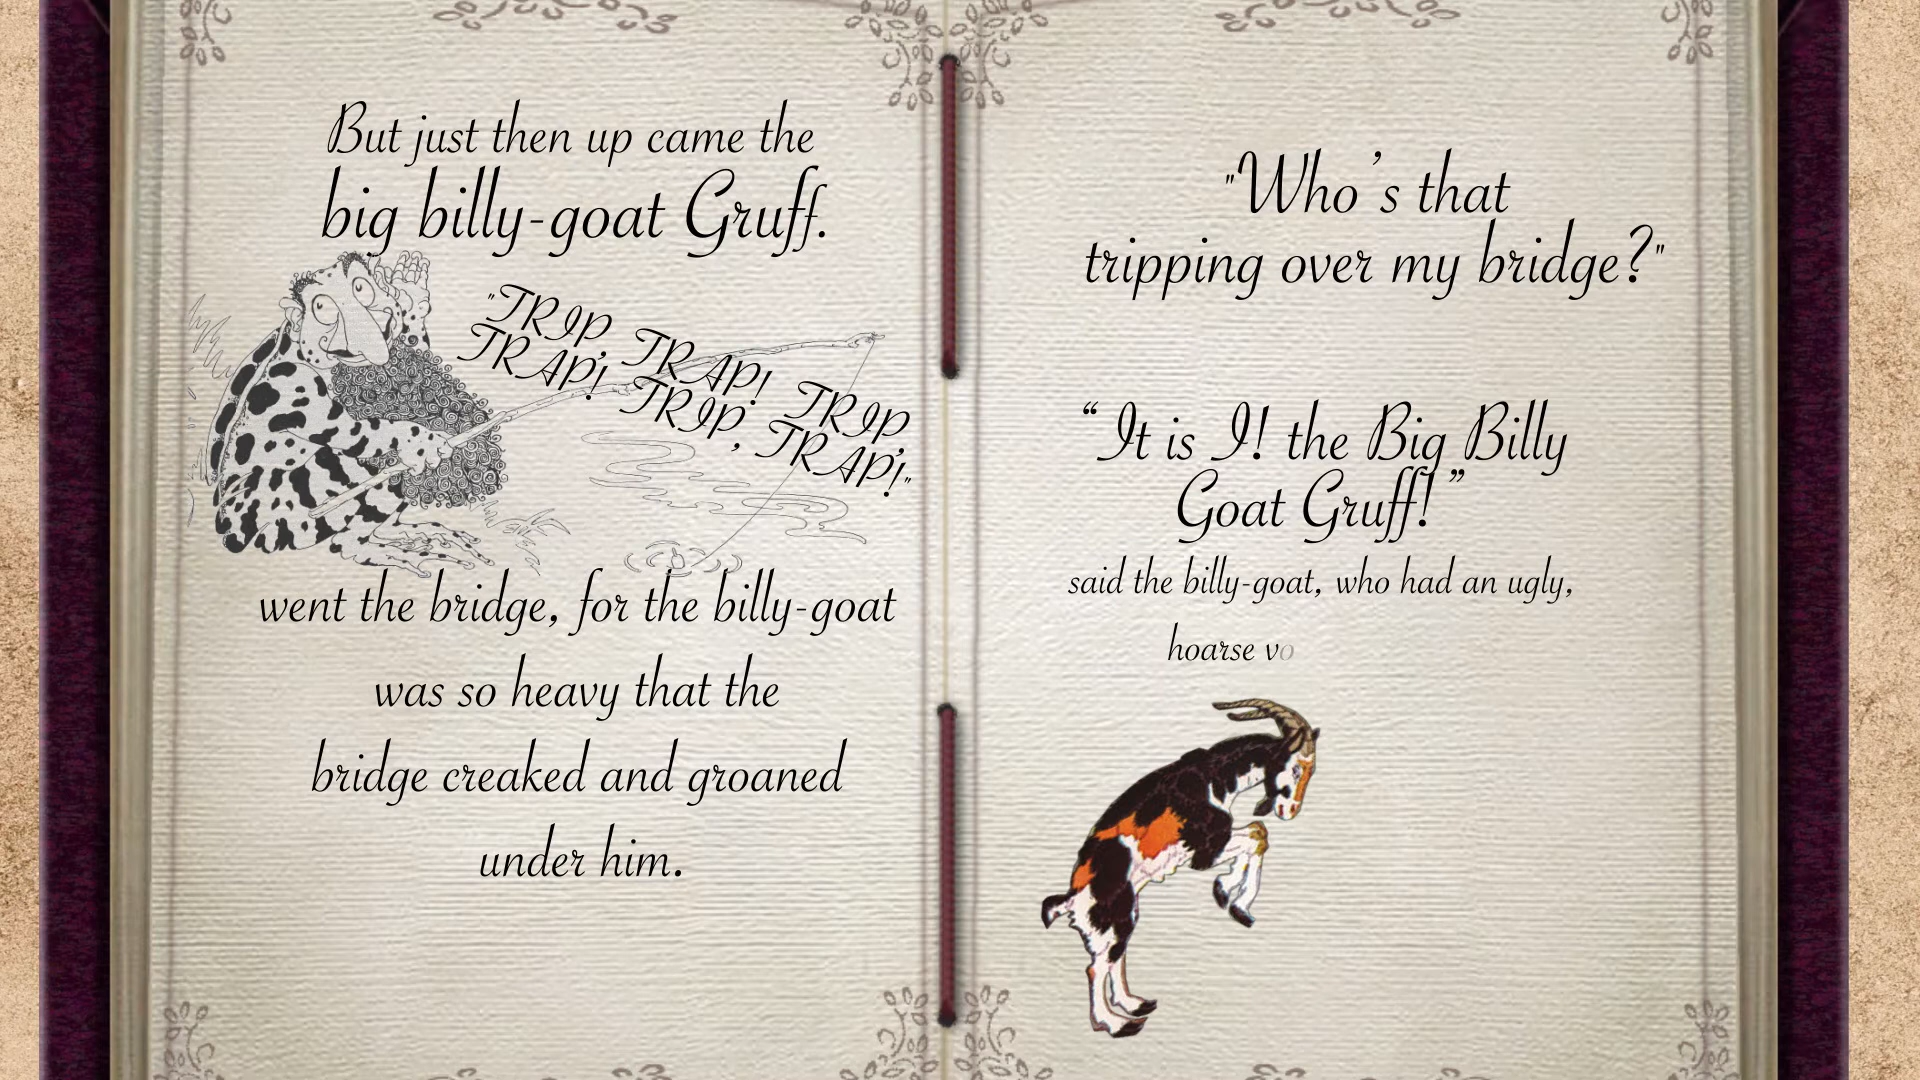 But just then up came the
big billy-goat Gruff.
"TRIP,
TRAP! TRAP!
TRIP, TRIP,
TRAP!"
went the bridge, for the billy-goat
was so heavy that the
bridge creaked and groaned
under him.
"Who's that
tripping over my bridge?"
“It is I! the Big Billy
Goat Gruff!”
said the billy-goat, who had an ugly,
hoarse vo